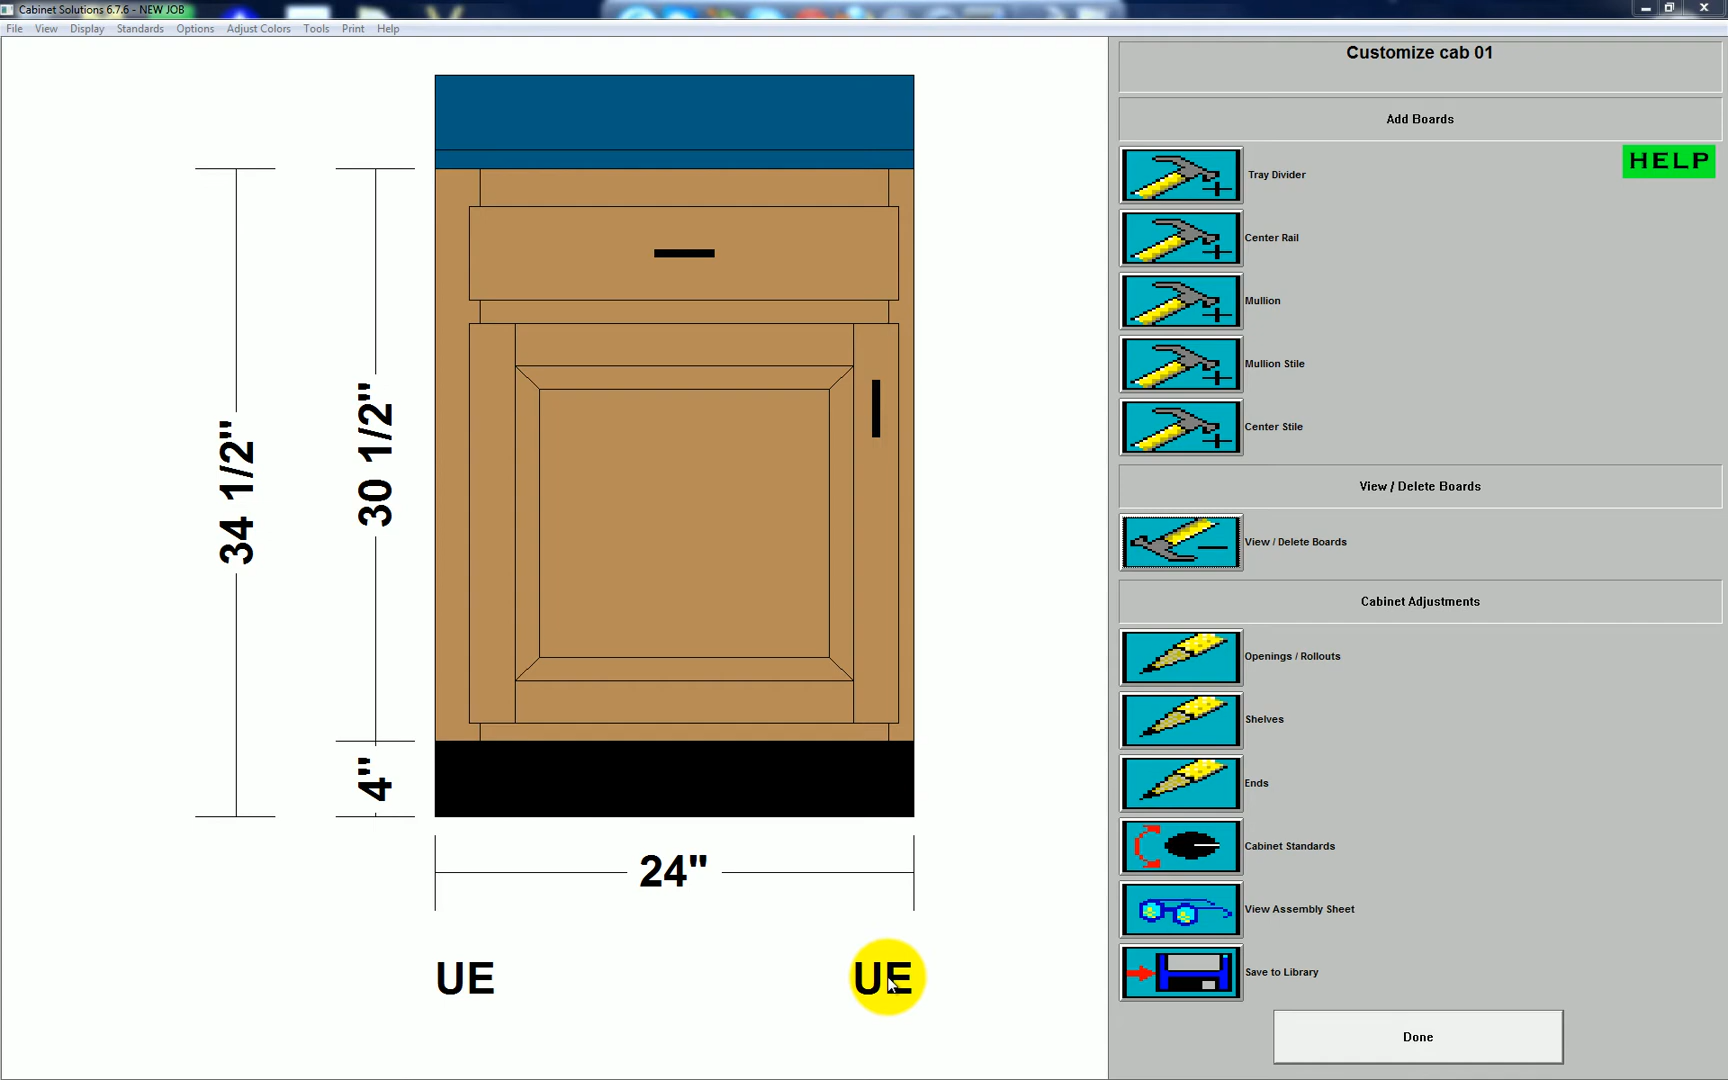 Cabinet Solutions 6.7.6 - NEW JOB
File View Display Standards Options Adjust Colors Tools Print Help
Customize cab 01
Add Boards
HELP
Tray Divider
Center Rail
Mullion
Mullion Stile
Center Stile
View / Delete Boards
View / Delete Boards
Cabinet Adjustments
Openings / Rollouts
Shelves
Ends
Cabinet Standards
View Assembly Sheet
Save to Library
Done
34 1/2"
30 1/2"
4"
24"
UE UE